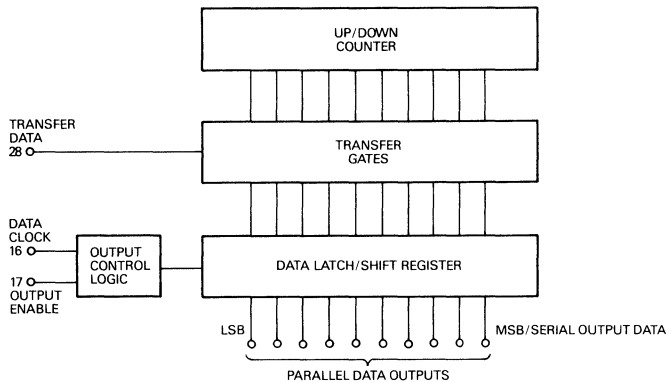 UP/DOWN
COUNTER
TRANSFER
DATA
28
TRANSFER
GATES
DATA
CLOCK
16
17
OUTPUT
ENABLE
OUTPUT
CONTROL
LOGIC
DATA LATCH/SHIFT REGISTER
LSB
MSB/SERIAL OUTPUT DATA
PARALLEL DATA OUTPUTS